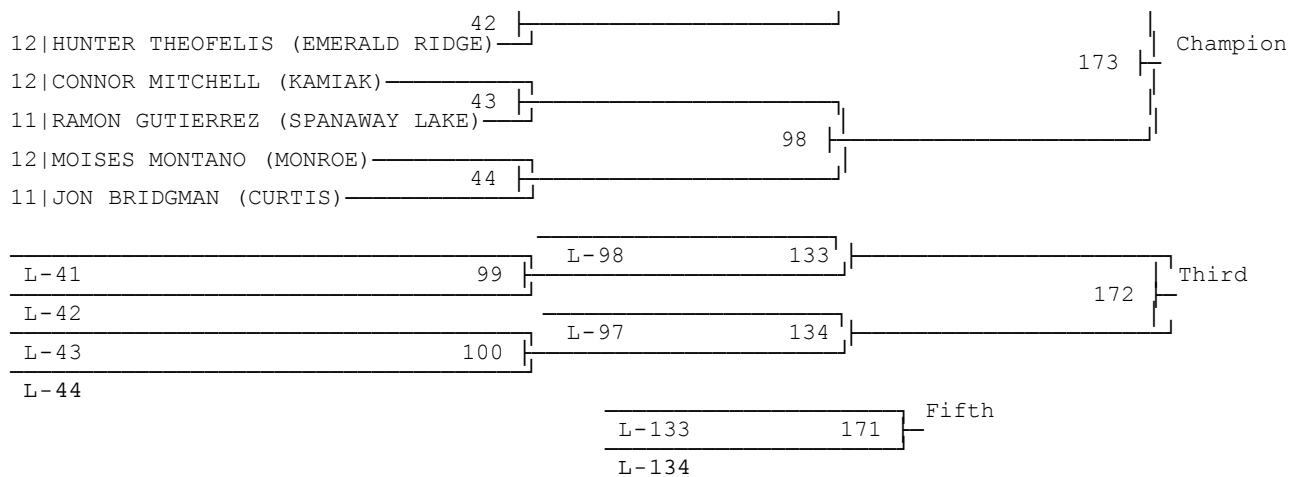 42
12|HUNTER THEOFELIS (EMERALD RIDGE)
Champion
173
12|CONNOR MITCHELL (KAMIAK)
43
11|RAMON GUTIERREZ (SPANAWAY LAKE)
98
12|MOISES MONTANO (MONROE)
44
11|JON BRIDGMAN (CURTIS)
L-98 133
L-41 99
Third
172
L-42
L-97 134
L-43 100
L-44
Fifth
L-133 171
L-134